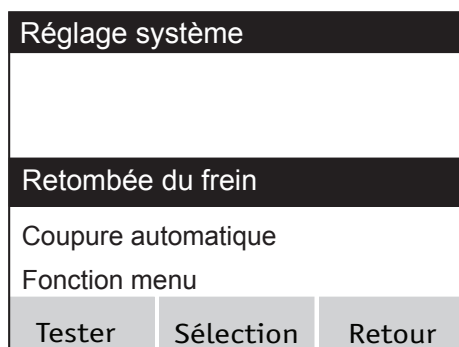 Réglage système
Retombée du frein
Coupure automatique
Fonction menu
Tester Sélection Retour